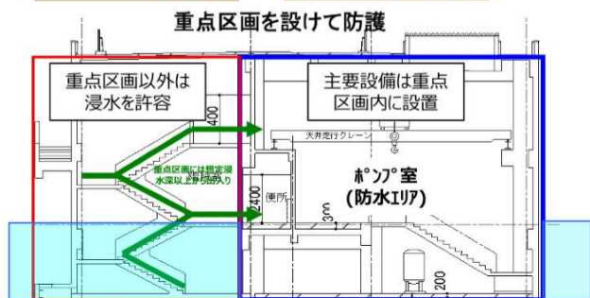 重点区画を設けて防護
重点区画以外は
浸水を許容
主要設備は重点
区画内に設置
400
天井走行クレーン
重点区画には想定浸
水深以上から出入り
2400
便所
ポンプ室
(防水エリア)
300
200